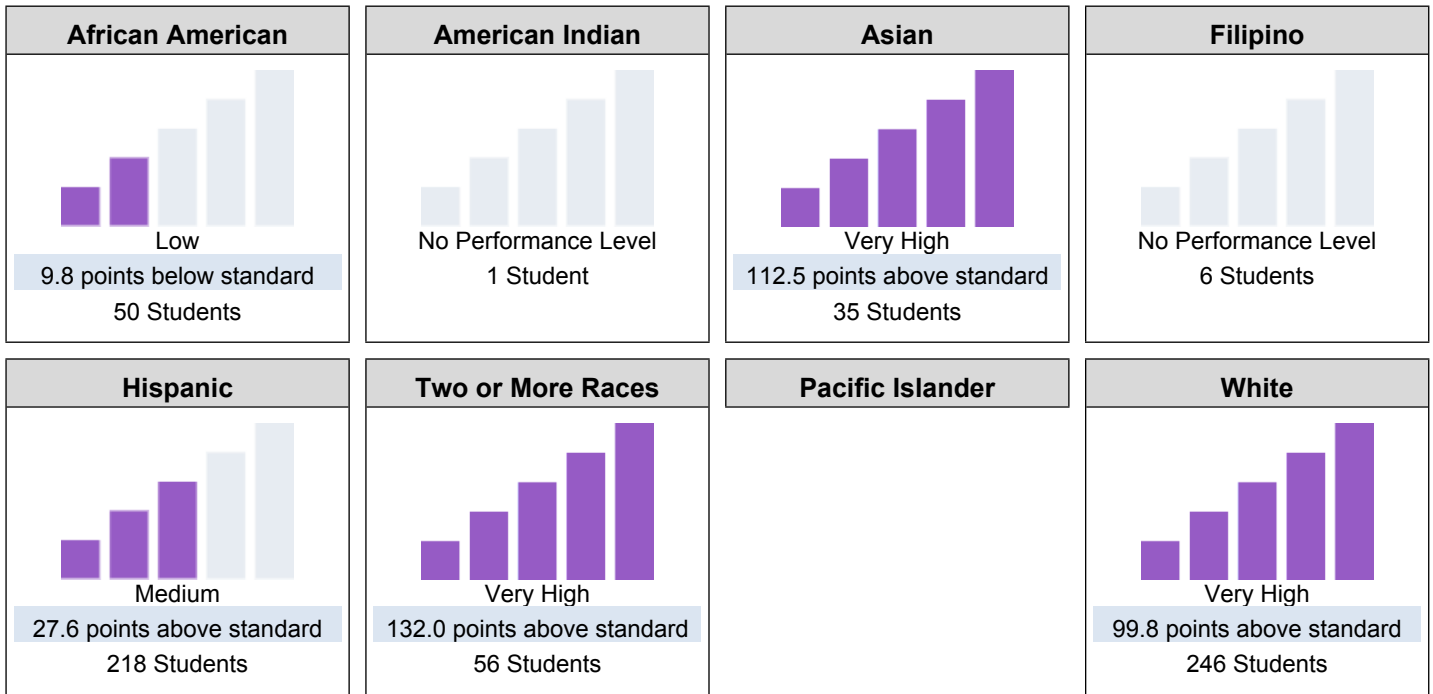 African American
Low
9.8 points below standard
50 Students
American Indian
No Performance Level
1 Student
Asian
Very High
112.5 points above standard
35 Students
Filipino
No Performance Level
6 Students
Hispanic
Medium
27.6 points above standard
218 Students
Two or More Races
Very High
132.0 points above standard
56 Students
Pacific Islander
White
Very High
99.8 points above standard
246 Students